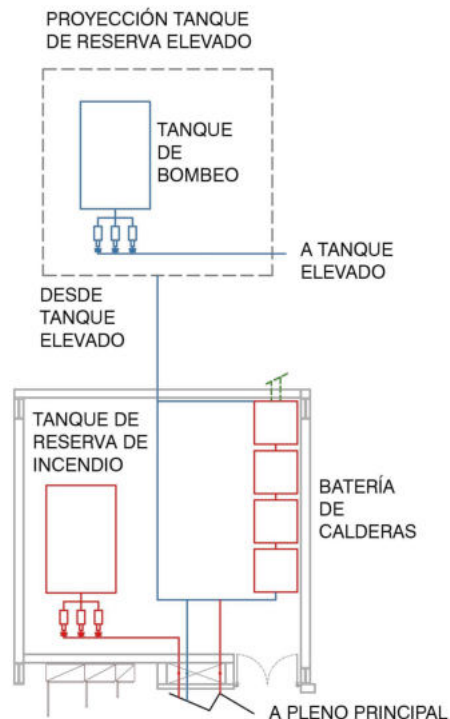 PROYECCIÓN TANQUE
DE RESERVA ELEVADO
TANQUE
DE
BOMBEO
A TANQUE
ELEVADO
DESDE
TANQUE
ELEVADO
TANQUE DE
RESERVA DE
INCENDIO
BATERÍA
DE
CALDERAS
A PLENO PRINCIPAL